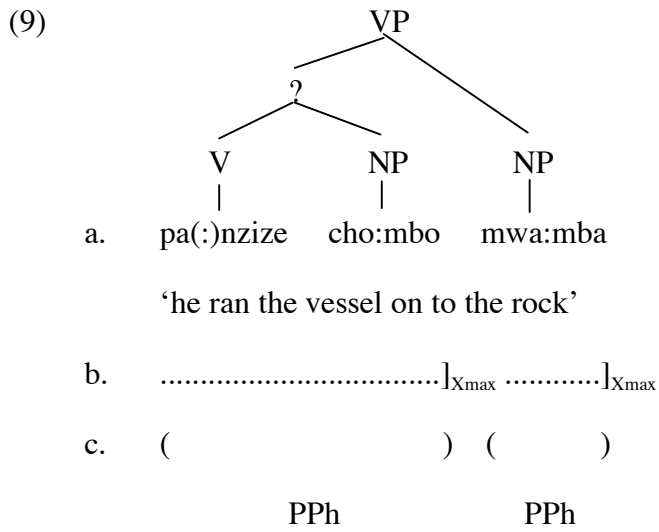 (9) VP
?
V NP NP
a. pa(:)nzize cho:mbo mwa:mba
‘he ran the vessel on to the rock’
b. ...................................]Xmax ............]Xmax
c. ( ) ( )
PPh PPh